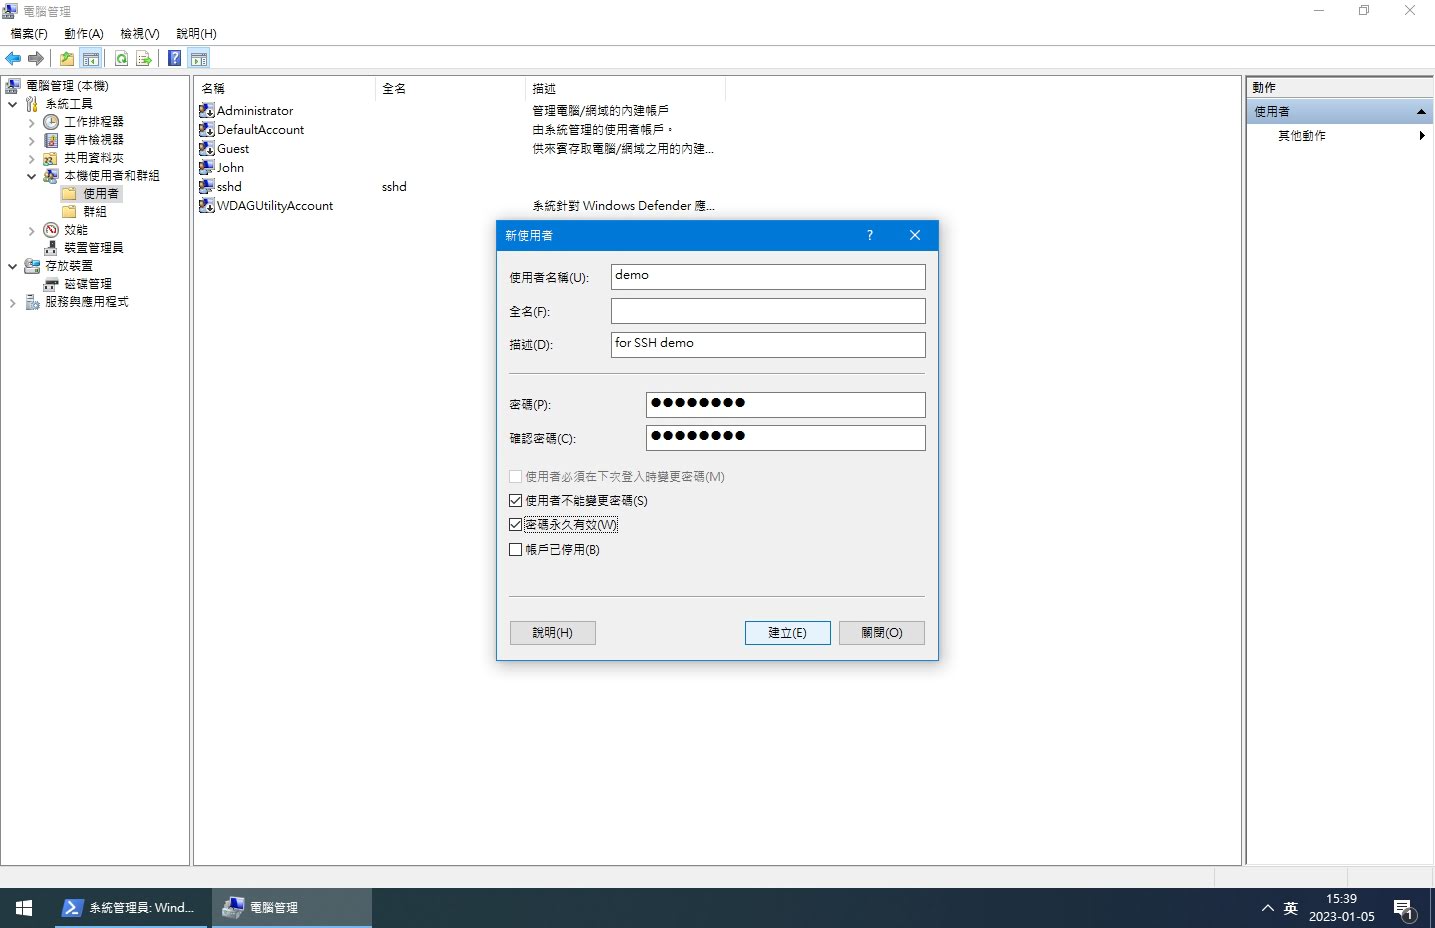 電腦管理
檔案(F) 動作(A) 檢視(V) 說明(H)
電腦管理 (本機)
系統工具
工作排程器
事件檢視器
共用資料夾
本機使用者和群組
使用者
群組
效能
裝置管理員
存放裝置
磁碟管理
服務與應用程式
名稱 全名 描述
Administrator 管理電腦/網域的內建帳戶
DefaultAccount 由系統管理的使用者帳戶。
Guest 供來賓存取電腦/網域之用的內建...
John
sshd sshd
WDAGUtilityAccount 系統針對 Windows Defender 應...
動作
使用者
其他動作
新使用者
使用者名稱(U): demo
全名(F):
描述(D): for SSH demo
密碼(P): ●●●●●●●●
確認密碼(C): ●●●●●●●●
使用者必須在下次登入時變更密碼(M)
使用者不能變更密碼(S)
密碼永久有效(W)
帳戶已停用(B)
說明(H) 建立(E) 關閉(O)
系統管理員: Wind... 電腦管理
英
15:39
2023-01-05
1